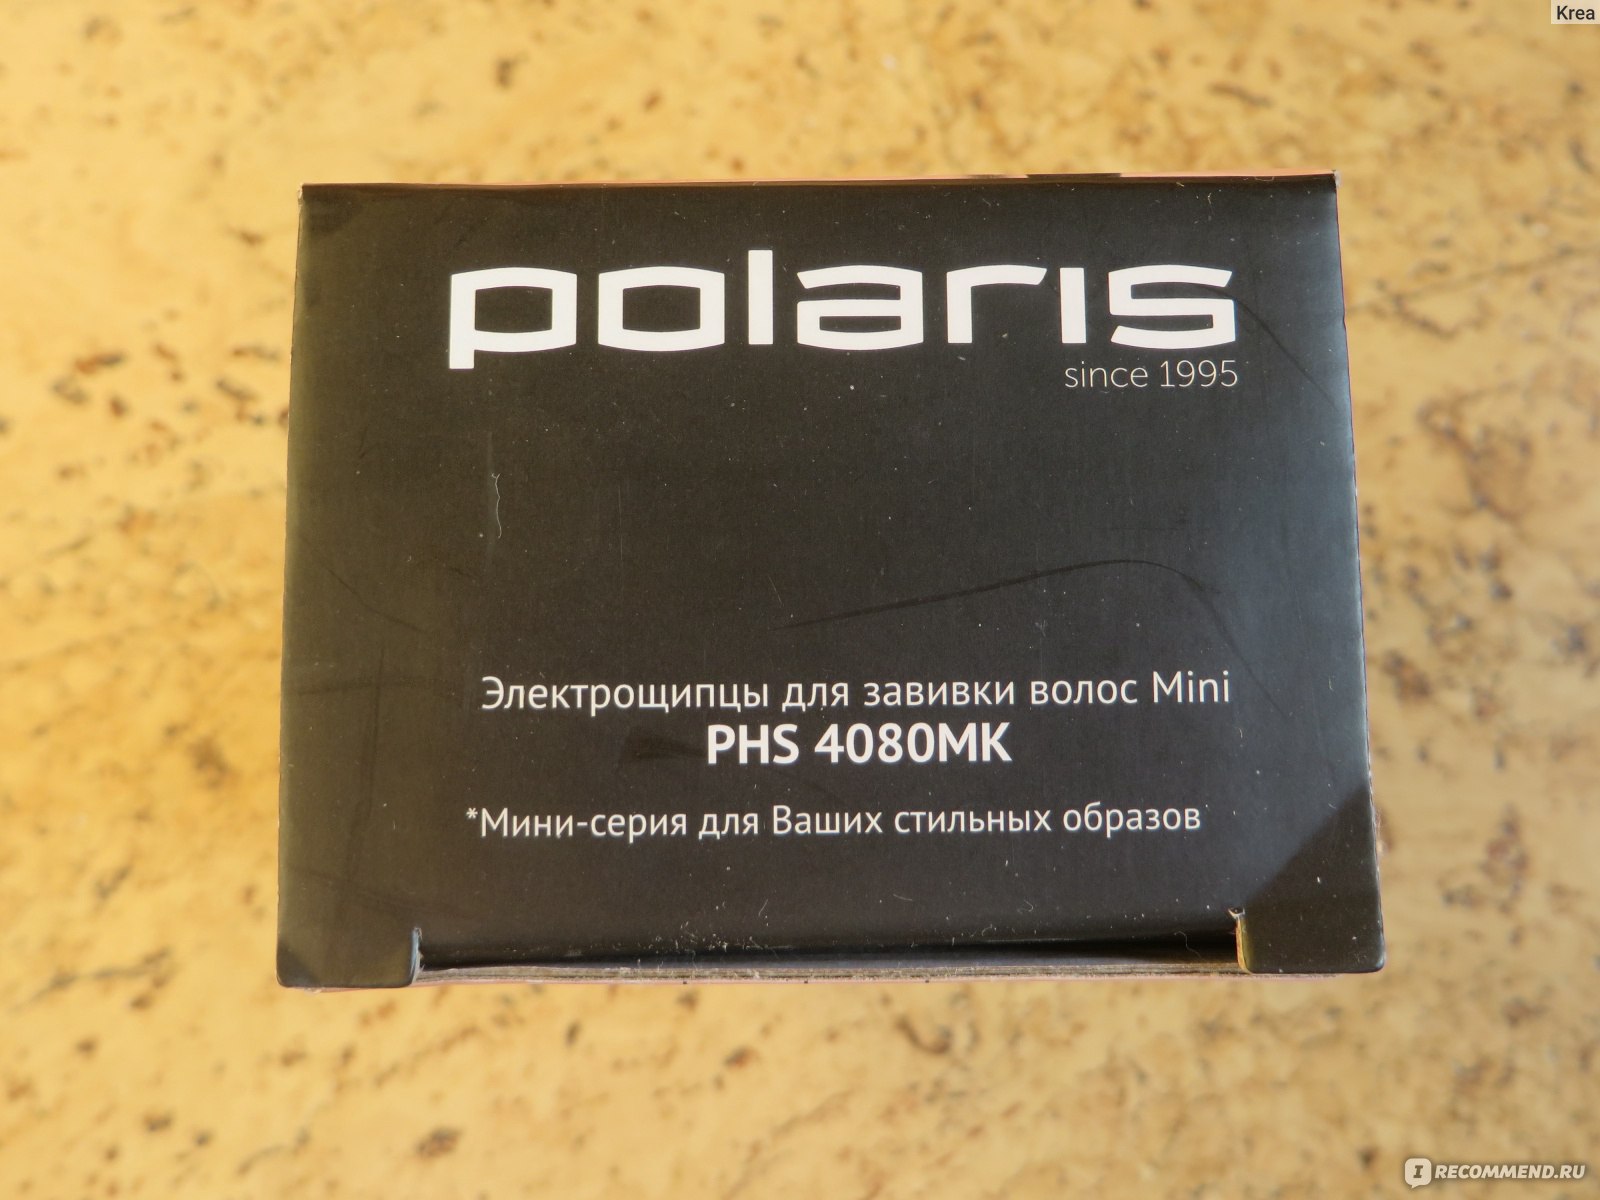 Krea
polaris
since 1995
Электрощипцы для завивки волос Mini
PHS 4080MK
*Мини-серия для Ваших стильных образов
I RECOMMEND.RU